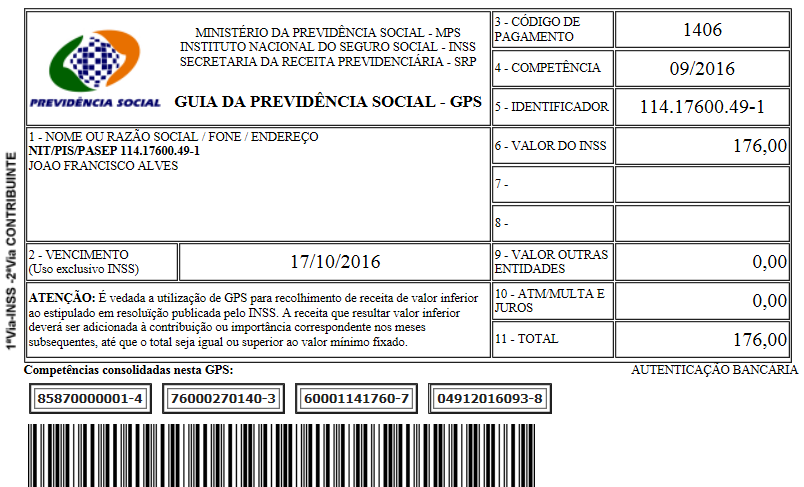 PREVIDÊNCIA SOCIAL
MINISTÉRIO DA PREVIDÊNCIA SOCIAL - MPS
INSTITUTO NACIONAL DO SEGURO SOCIAL - INSS
SECRETARIA DA RECEITA PREVIDENCIÁRIA - SRP
GUIA DA PREVIDÊNCIA SOCIAL - GPS
3 - CÓDIGO DE
PAGAMENTO
1406
4 - COMPETÊNCIA
09/2016
5 - IDENTIFICADOR
114.17600.49-1
1 - NOME OU RAZÃO SOCIAL / FONE / ENDEREÇO
NIT/PIS/PASEP 114.17600.49-1
JOAO FRANCISCO ALVES
6 - VALOR DO INSS
176,00
7 -
8 -
2 - VENCIMENTO
(Uso exclusivo INSS)
17/10/2016
9 - VALOR OUTRAS
ENTIDADES
0,00
ATENÇÃO: É vedada a utilização de GPS para recolhimento de receita de valor inferior
ao estipulado em resoluição publicada pelo INSS. A receita que resultar valor inferior
deverá ser adicionada à contribuição ou importância correspondente nos meses
subsequentes, até que o total seja igual ou superior ao valor mínimo fixado.
10 - ATM/MULTA E
JUROS
0,00
11 - TOTAL
176,00
1ªVia-INSS -2ªVia CONTRIBUINTE
Competências consolidadas nesta GPS:
AUTENTICAÇÃO BANCÁRIA
85870000001-4
76000270140-3
60001141760-7
04912016093-8